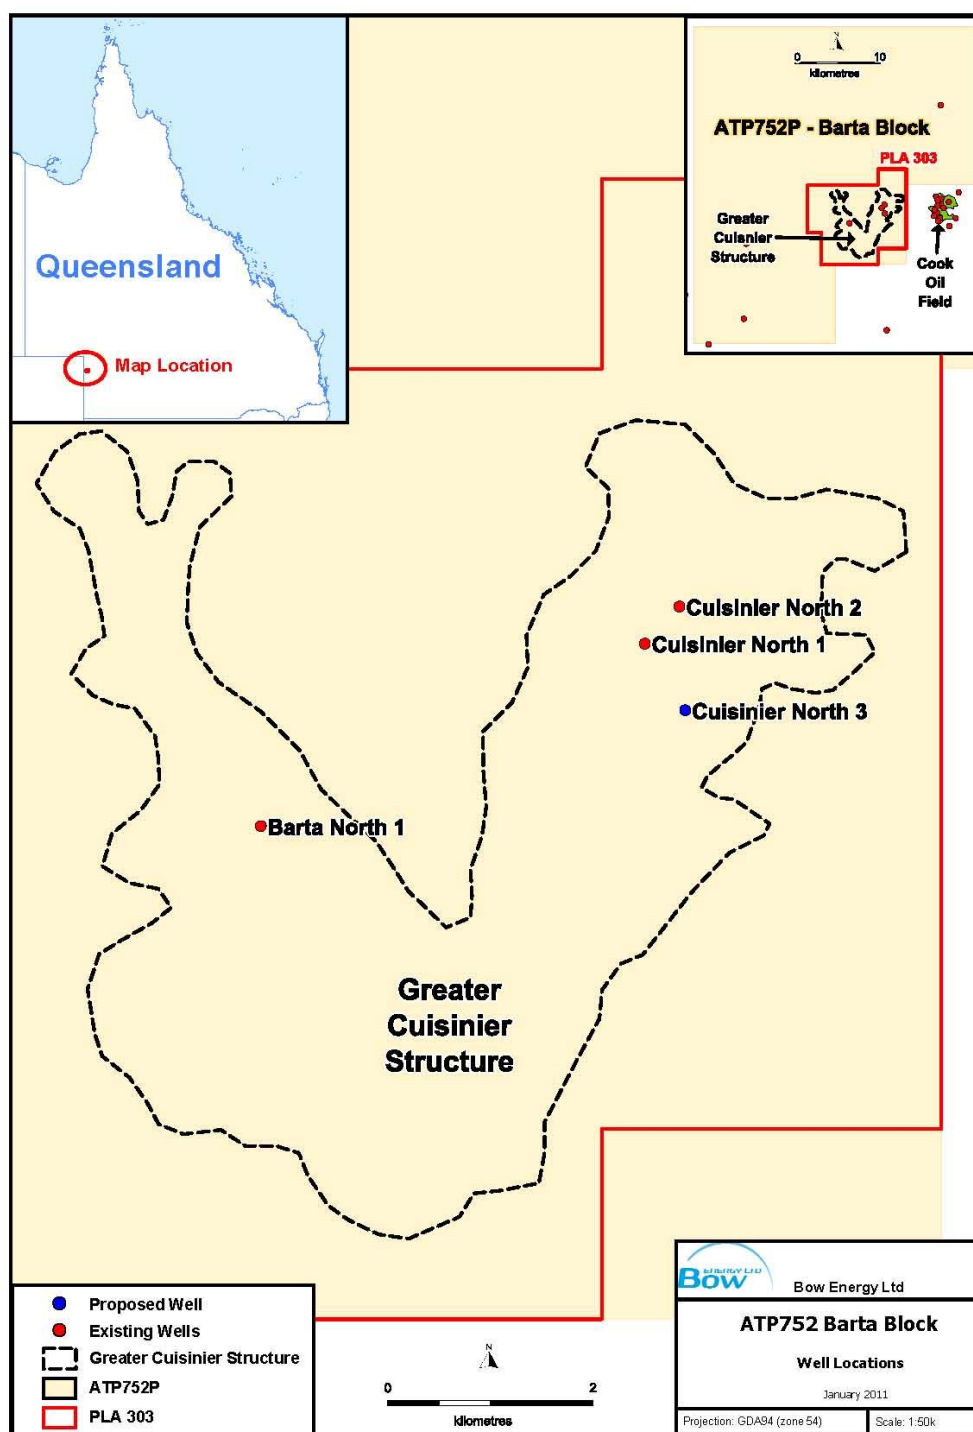 Queensland
Map Location
N
0 10
kilometres
ATP752P - Barta Block
PLA 303
Greater
Cuisnier
Structure
Cook
Oil
Field
Cuisinier North 2
Cuisinier North 1
Cuisinier North 3
Barta North 1
Greater
Cuisinier
Structure
Proposed Well
Existing Wells
Greater Cuisinier Structure
ATP752P
PLA 303
N
0 2
kilometres
ENERGY LTD
Bow
Bow Energy Ltd
ATP752 Barta Block
Well Locations
January 2011
Projection: GDA94 (zone 54) Scale: 1:50k